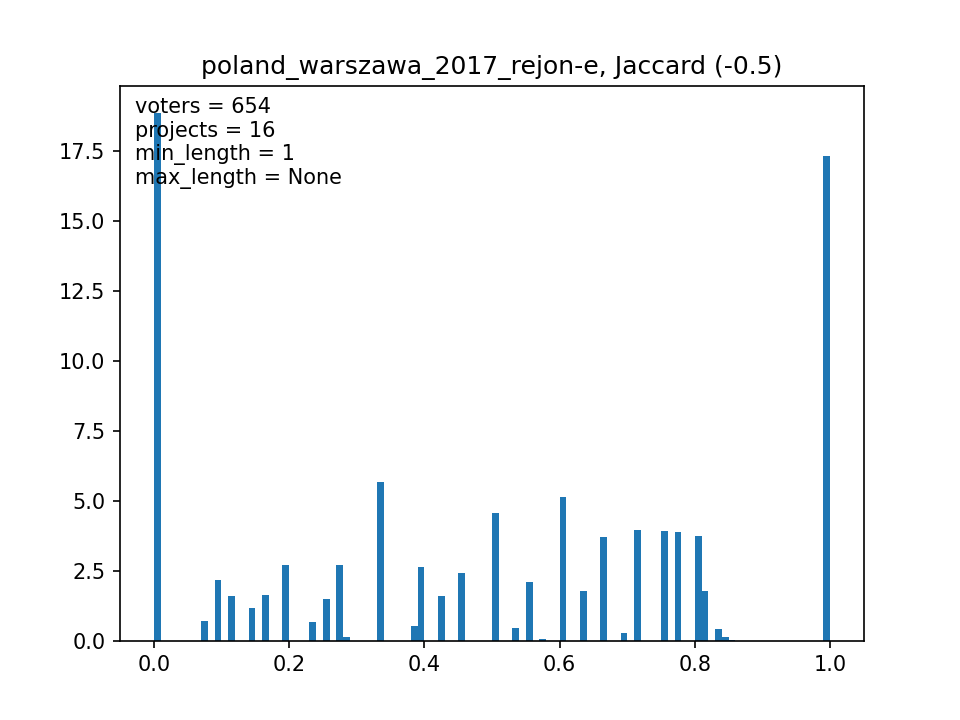 poland_warszawa_2017_rejon-e, Jaccard (-0.5)
voters = 654
projects = 16
min_length = 1
max_length = None
17.5
15.0
12.5
10.0
7.5
5.0
2.5
0.0
0.0 0.2 0.4 0.6 0.8 1.0